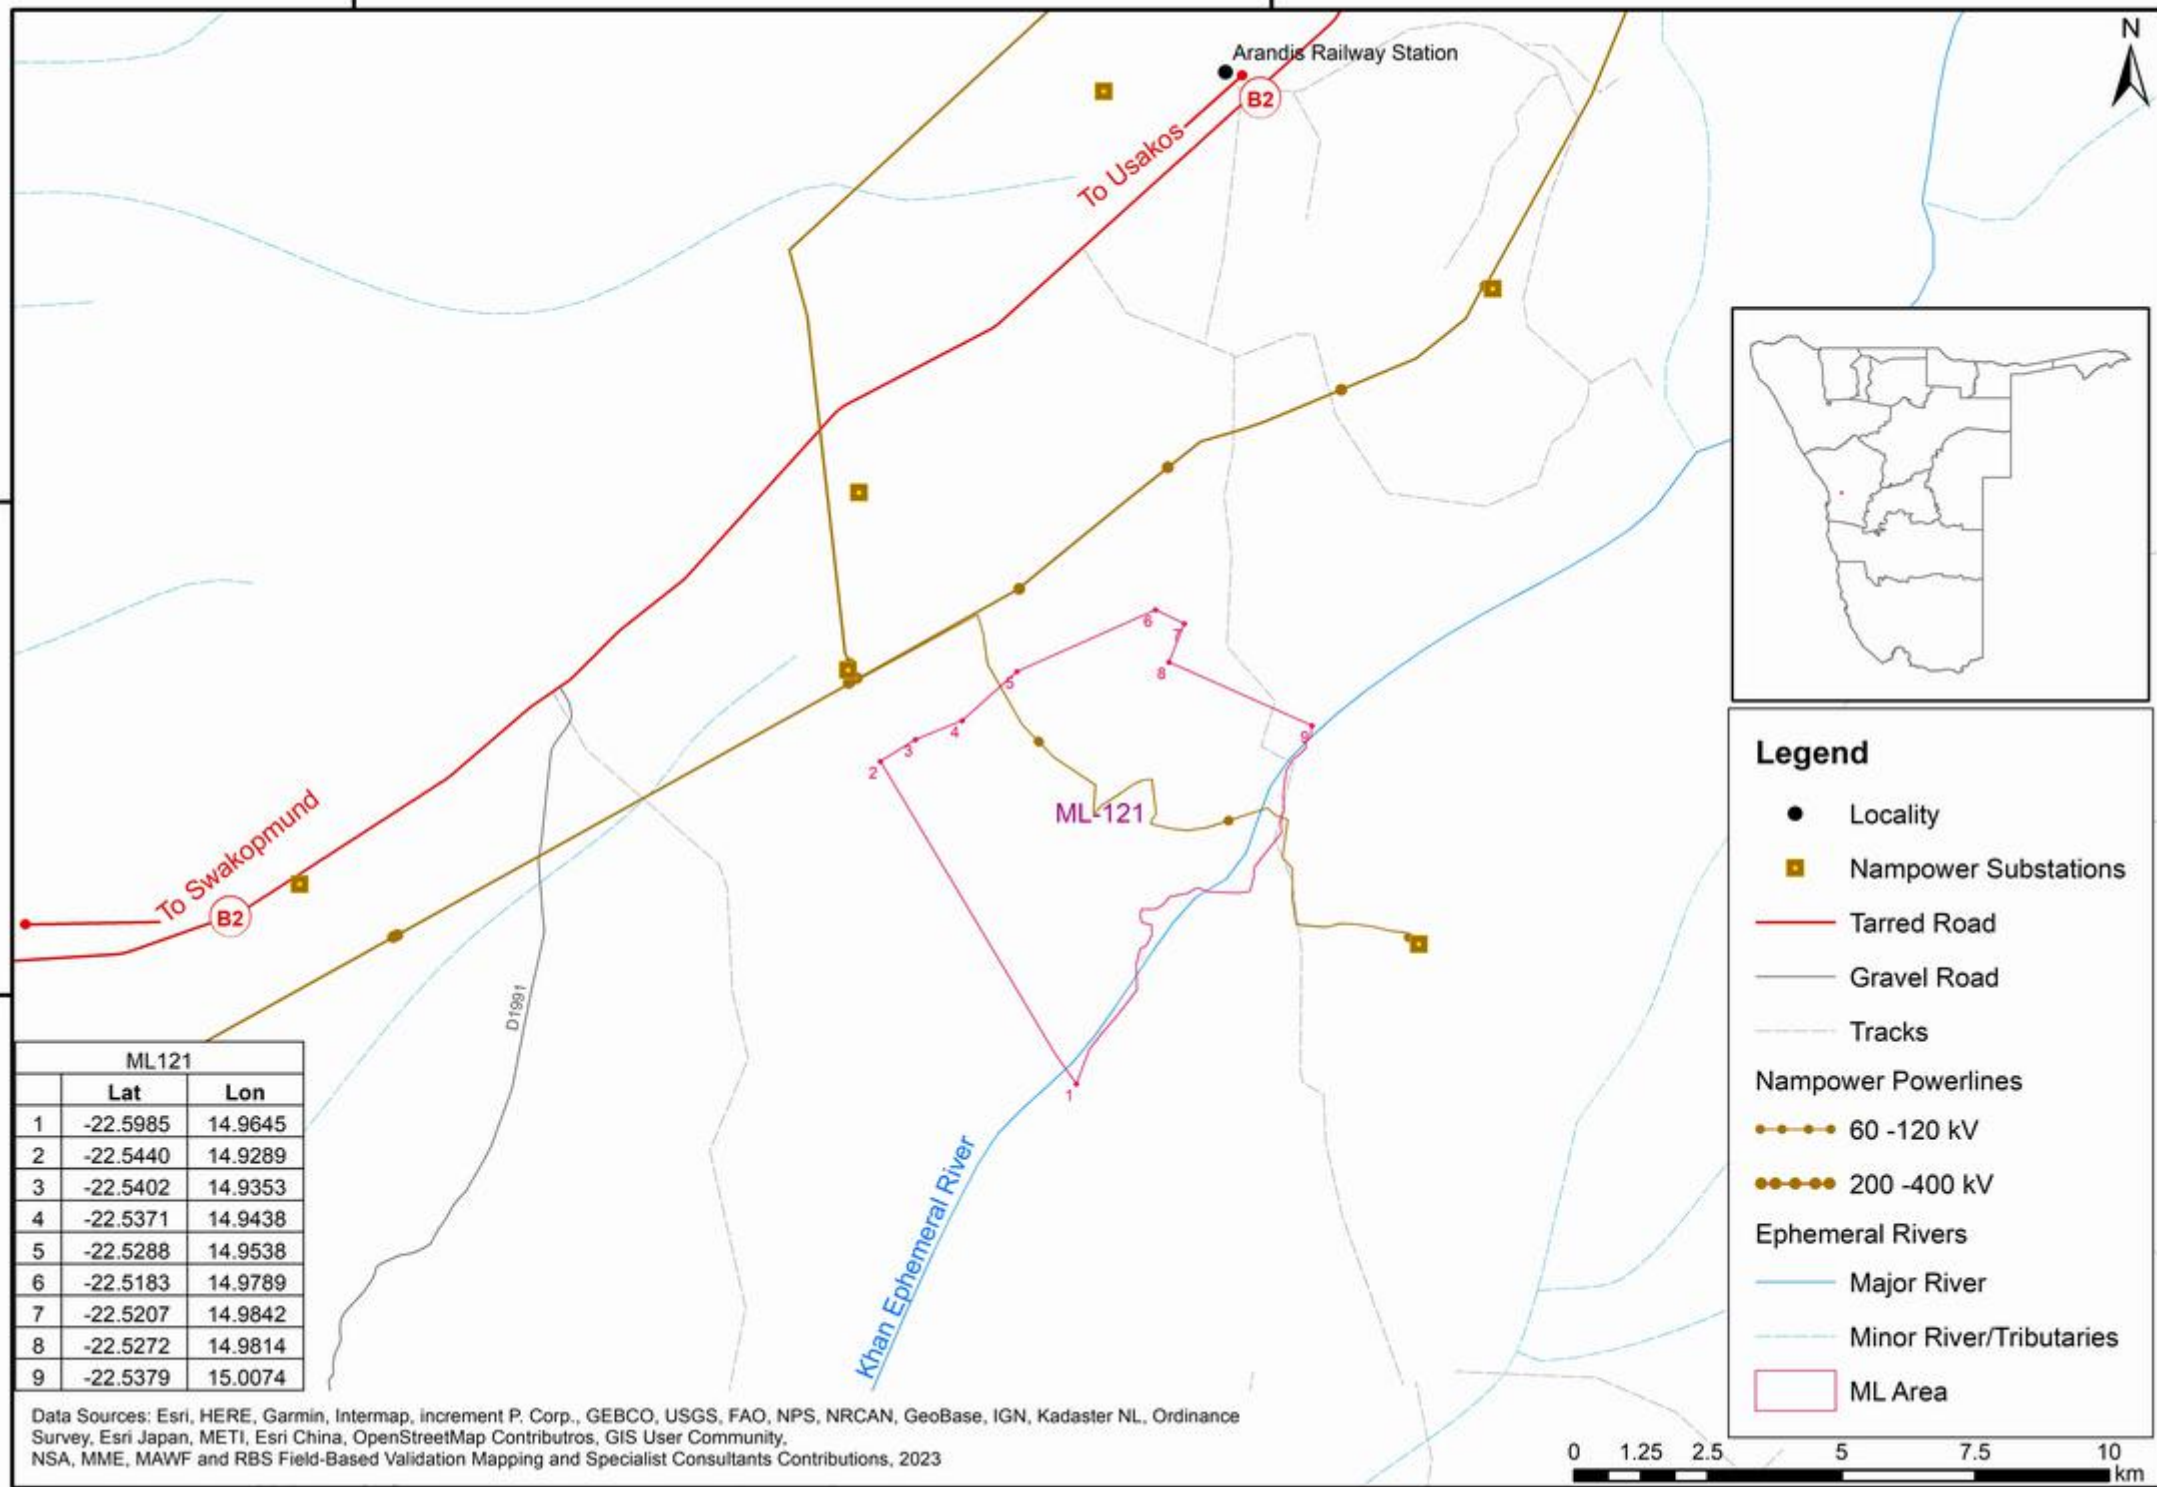 N
Arandis Railway Station
B2
To Usakos
6
7
8
5
4
3
2
9
ML-121
1
To Swakopmund
B2
D1991
Khan Ephemeral River
Legend
Locality
Nampower Substations
Tarred Road
Gravel Road
Tracks
Nampower Powerlines
60 -120 kV
200 -400 kV
Ephemeral Rivers
Major River
Minor River/Tributaries
ML Area
ML121
Lat Lon
1 -22.5985 14.9645
2 -22.5440 14.9289
3 -22.5402 14.9353
4 -22.5371 14.9438
5 -22.5288 14.9538
6 -22.5183 14.9789
7 -22.5207 14.9842
8 -22.5272 14.9814
9 -22.5379 15.0074
Data Sources: Esri, HERE, Garmin, Intermap, increment P. Corp., GEBCO, USGS, FAO, NPS, NRCAN, GeoBase, IGN, Kadaster NL, Ordinance
Survey, Esri Japan, METI, Esri China, OpenStreetMap Contributros, GIS User Community,
NSA, MME, MAWF and RBS Field-Based Validation Mapping and Specialist Consultants Contributions, 2023
0 1.25 2.5 5 7.5 10
km